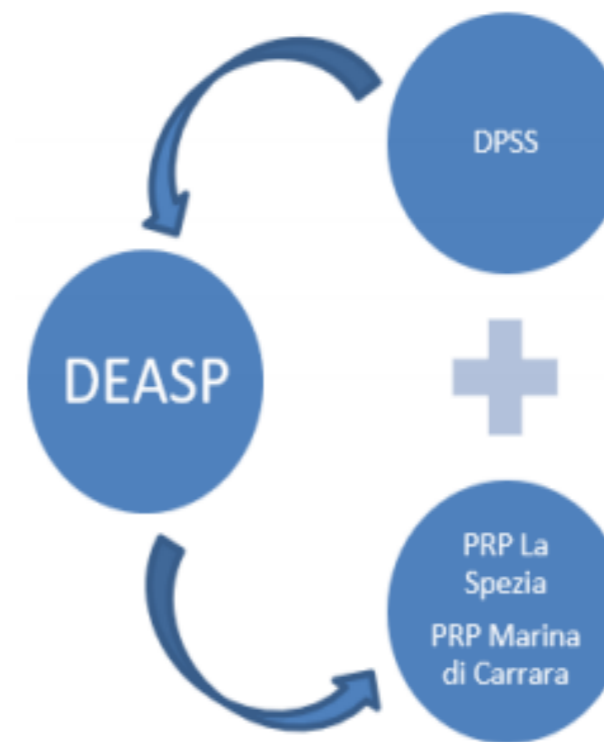 DPSS
DEASP
PRP La
Spezia
PRP Marina
di Carrara